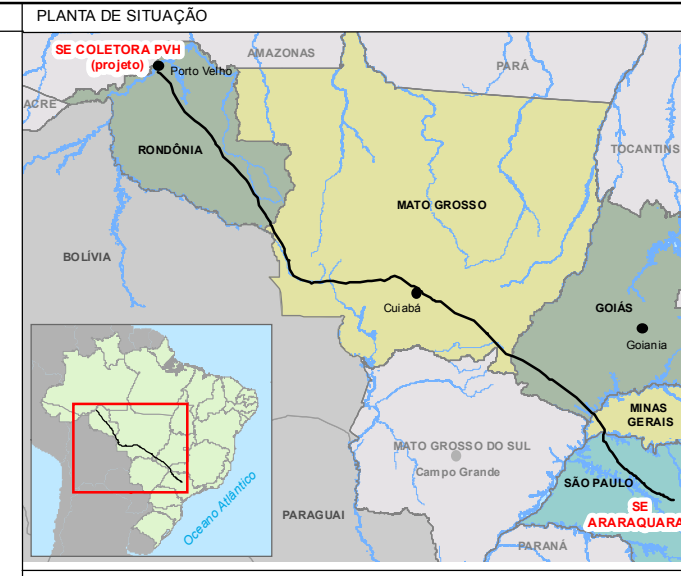 PLANTA DE SITUAÇÃO
SE COLETORA PVH
(projeto)
AMAZONAS
Porto Velho
PARÁ
ACRE
TOCANTINS
RONDÔNIA
MATO GROSSO
BOLÍVIA
Cuiabá
GOIÁS
Goiania
MINAS
GERAIS
MATO GROSSO DO SUL
Campo Grande
SÃO PAULO
SE
ARARAQUARA
PARAGUAI
PARANÁ
Oceano Atlântico